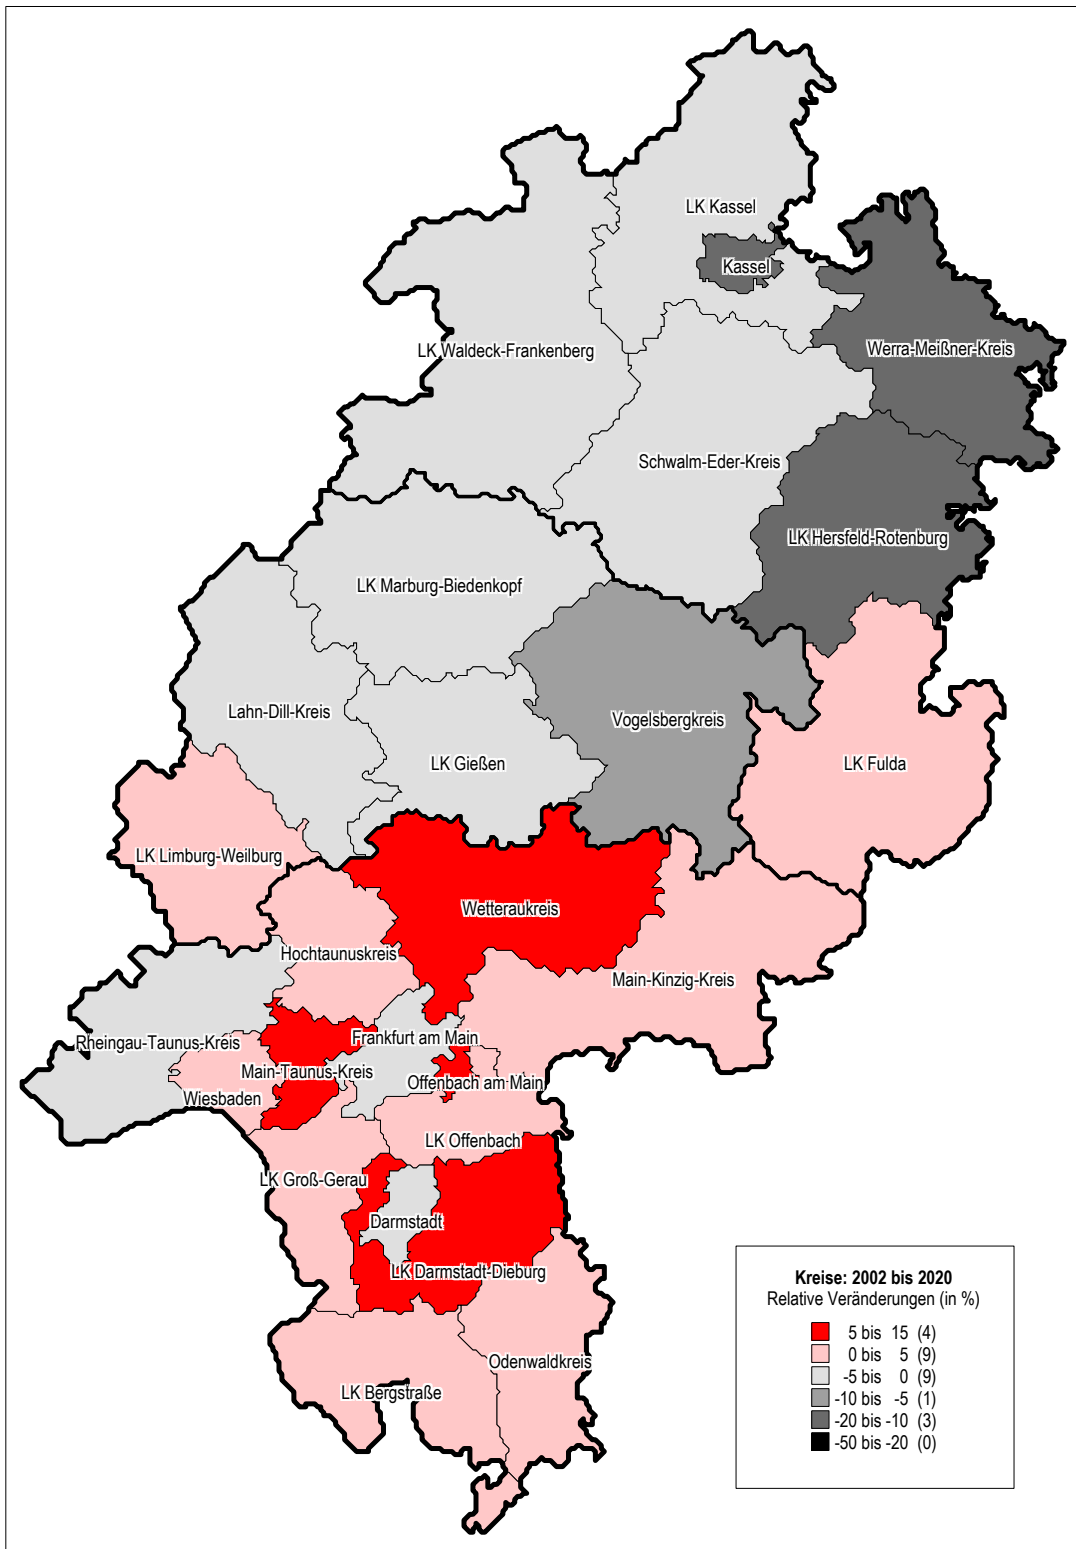 LK Kassel
Kassel
Werra-Meißner-Kreis
LK Waldeck-Frankenberg
Schwalm-Eder-Kreis
LK Hersfeld-Rotenburg
LK Marburg-Biedenkopf
Lahn-Dill-Kreis
Vogelsbergkreis
LK Gießen
LK Fulda
LK Limburg-Weilburg
Wetteraukreis
Hochtaunuskreis
Main-Kinzig-Kreis
Rheingau-Taunus-Kreis
Frankfurt am Main
Main-Taunus-Kreis
Offenbach am Main
Wiesbaden
LK Offenbach
LK Groß-Gerau
Darmstadt
LK Darmstadt-Dieburg
Odenwaldkreis
LK Bergstraße
Kreise: 2002 bis 2020
Relative Veränderungen (in %)
5 bis 15 (4)
0 bis 5 (9)
-5 bis 0 (9)
-10 bis -5 (1)
-20 bis -10 (3)
-50 bis -20 (0)